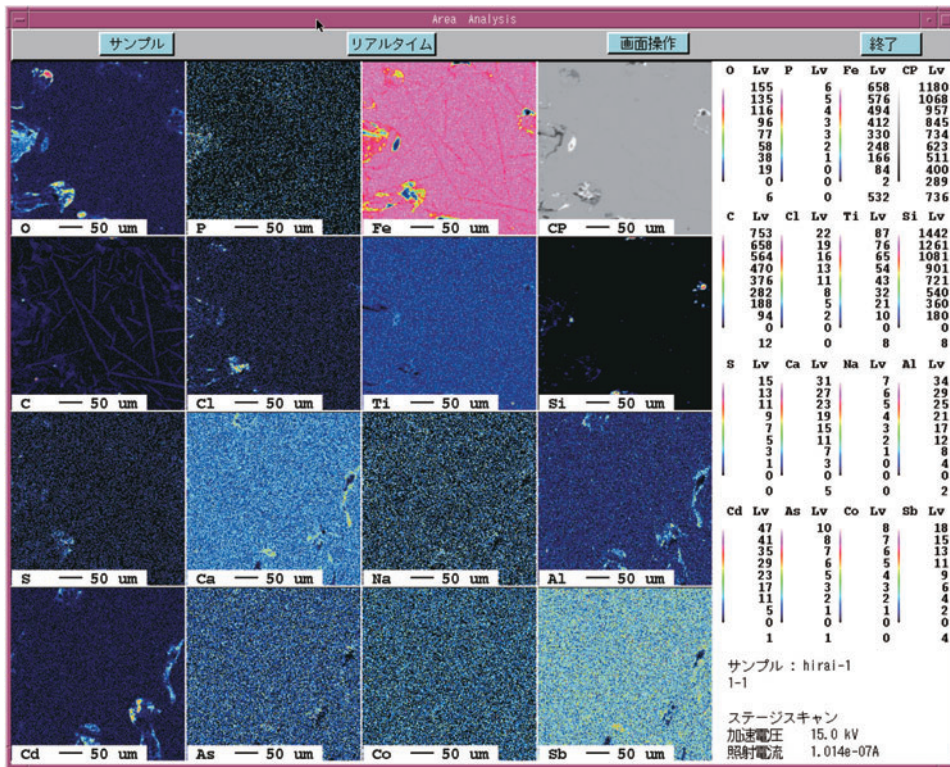 Area Analysis
サンプル リアルタイム 画面操作 終了
O — 50 um P — 50 um Fe — 50 um CP — 50 um
C — 50 um Cl — 50 um Ti — 50 um Si — 50 um
S — 50 um Ca — 50 um Na — 50 um Al — 50 um
Cd — 50 um As — 50 um Co — 50 um Sb — 50 um
O Lv P Lv Fe Lv CP Lv
155 6 658 1180
135 5 576 1068
116 4 494 957
96 3 412 845
77 3 330 734
58 2 248 623
38 1 166 511
19 0 84 400
0 0 2 289
6 0 532 736
C Lv Cl Lv Ti Lv Si Lv
753 22 87 1442
658 19 76 1261
564 16 65 1081
470 13 54 901
376 11 43 721
282 8 32 540
188 5 21 360
94 2 10 180
0 0 0 0
12 0 8 8
S Lv Ca Lv Na Lv Al Lv
15 31 7 34
13 27 6 29
11 23 5 25
9 19 4 21
7 15 3 17
5 11 2 12
3 7 1 8
1 3 0 4
0 0 0 0
0 5 0 2
Cd Lv As Lv Co Lv Sb Lv
47 10 8 18
41 8 7 15
35 7 6 13
29 6 5 11
23 5 4 9
17 3 3 6
11 2 2 4
5 1 1 2
0 0 0 0
1 1 0 4
サンプル : hirai-1
1-1
ステージスキャン
加速電圧 15.0 kV
照射電流 1.014e-07A